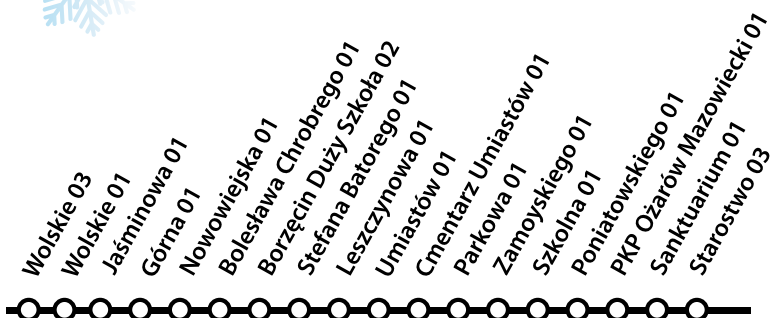 Wolskie 03
Wolskie 01
Jaśminowa 01
Górna 01
Nowowiejska 01
Bolesława Chrobrego 01
Borzęcin Duży Szkoła 02
Stefana Batorego 01
Leszczynowa 01
Umiastów 01
Cmentarz Umiastów 01
Parkowa 01
Zamoyskiego 01
Szkolna 01
Poniatowskiego 01
PKP Ożarów Mazowiecki 01
Sanktuarium 01
Starostwo 03